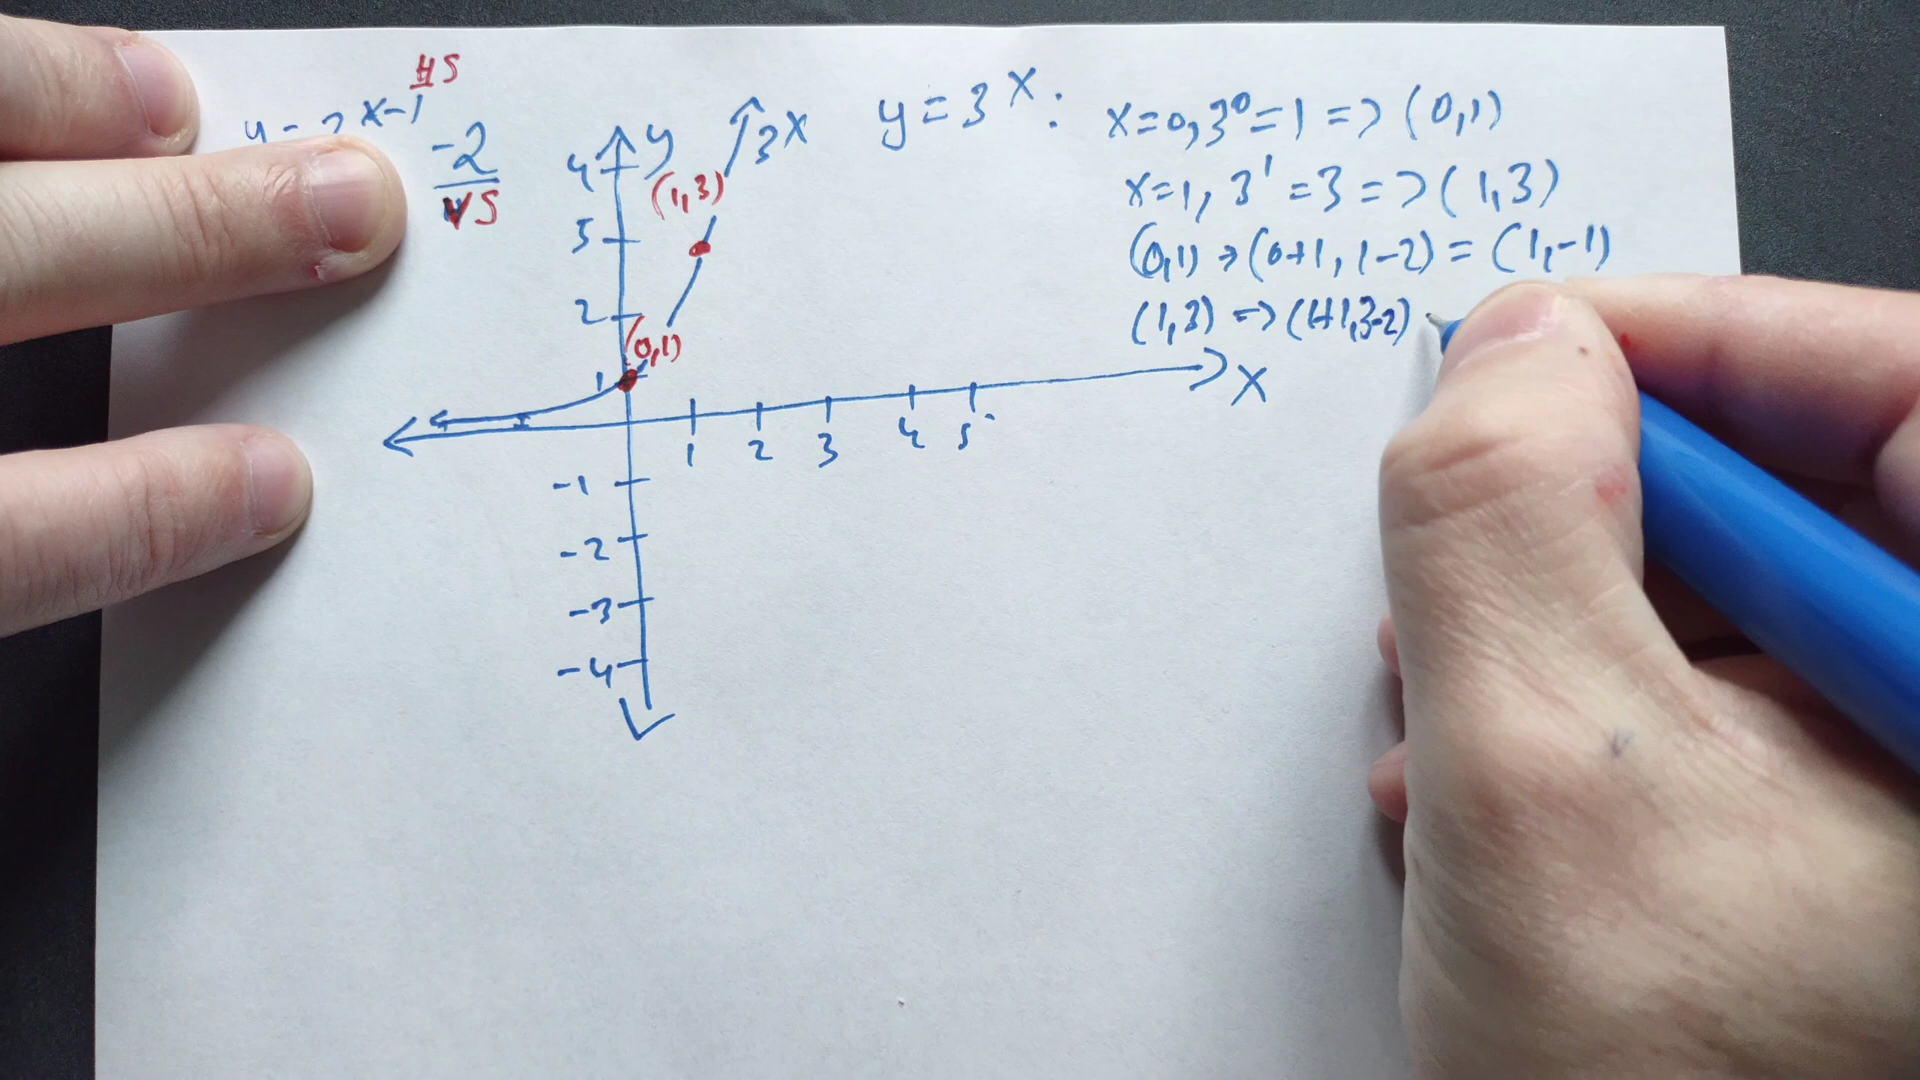 HS
x-1
-2
VS
y
3x
4
(1,3)
3
2
(0,1)
1
x
1 2 3 4 5
-1
-2
-3
-4
y=3^x:
x=0, 3⁰=1 => (0,1)
x=1, 3¹=3 => (1,3)
(0,1) → (0+1, 1-2) = (1,-1)
(1,3) => (1+1, 3-2)